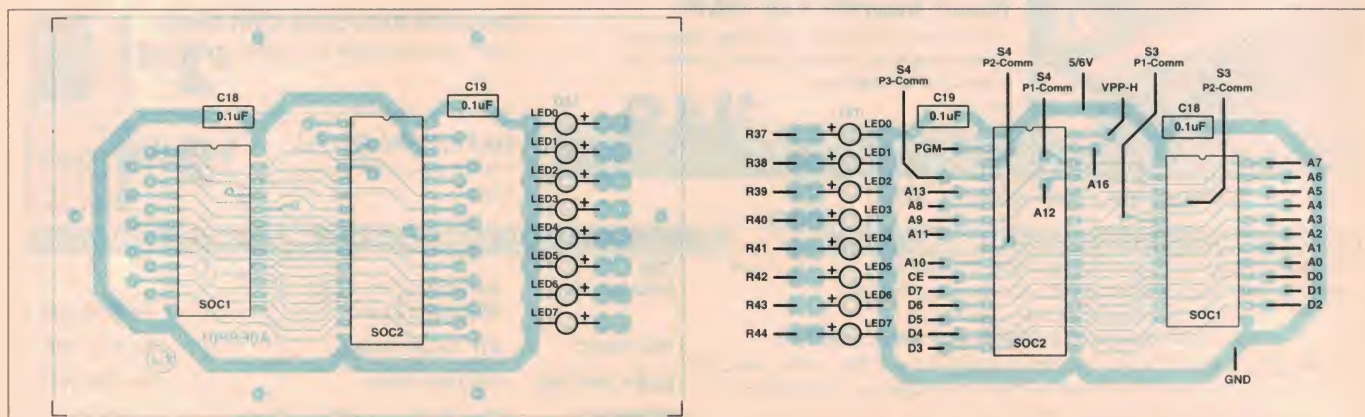 C18
0.1uF
C19
0.1uF
LED0
LED1
LED2
LED3
LED4
LED5
LED6
LED7
SOC1
SOC2
S4
P3-Comm
S4
P2-Comm
S4
P1-Comm
5/6V
VPP-H
S3
P1-Comm
S3
P2-Comm
C19
0.1uF
C18
0.1uF
R37
R38
R39
R40
R41
R42
R43
R44
LED0
LED1
LED2
LED3
LED4
LED5
LED6
LED7
PGM
A13
A8
A9
A11
A10
CE
D7
D6
D5
D4
D3
A12
A16
SOC2
SOC1
A7
A6
A5
A4
A3
A2
A1
A0
D0
D1
D2
GND